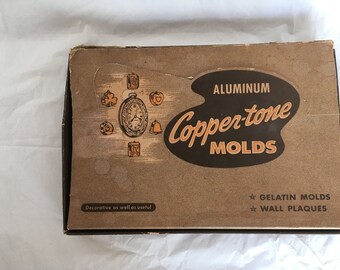 ALUMINUM
Copper-tone
MOLDS
★ GELATIN MOLDS
★ WALL PLAQUES
Decorative as well as useful